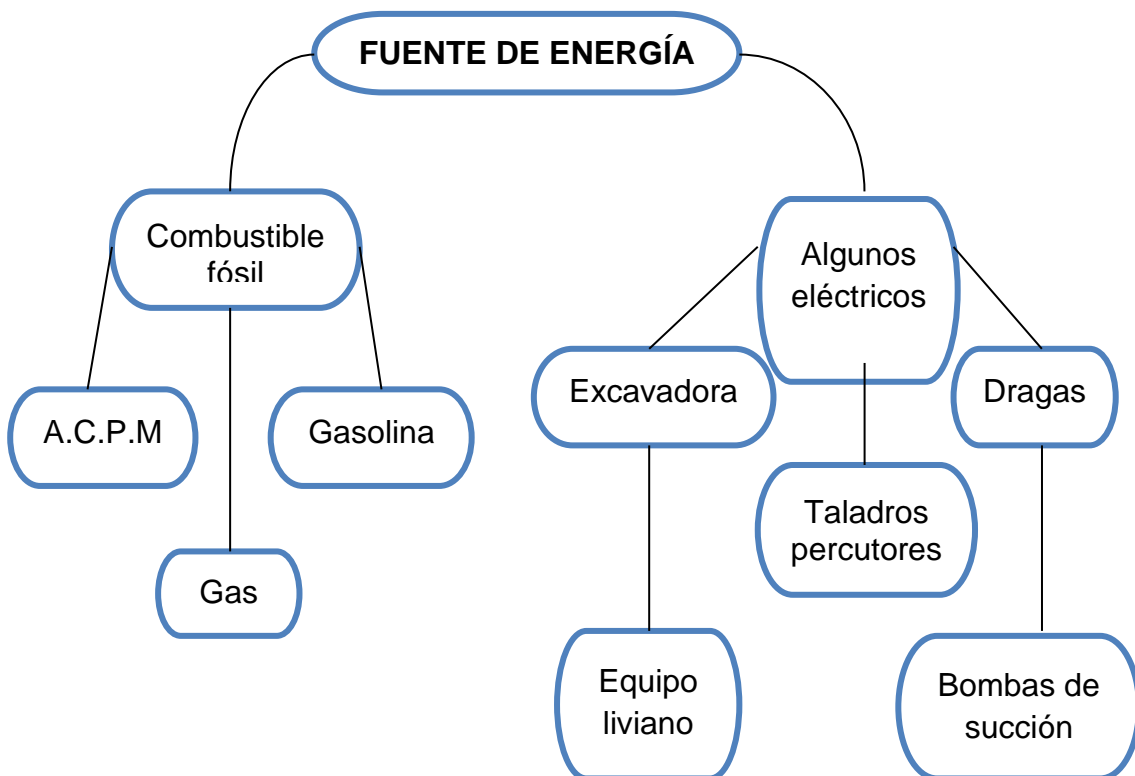 FUENTE DE ENERGÍA
Combustible
fósil
Algunos
eléctricos
A.C.P.M
Gasolina
Gas
Excavadora
Dragas
Taladros
percutores
Equipo
liviano
Bombas de
succión